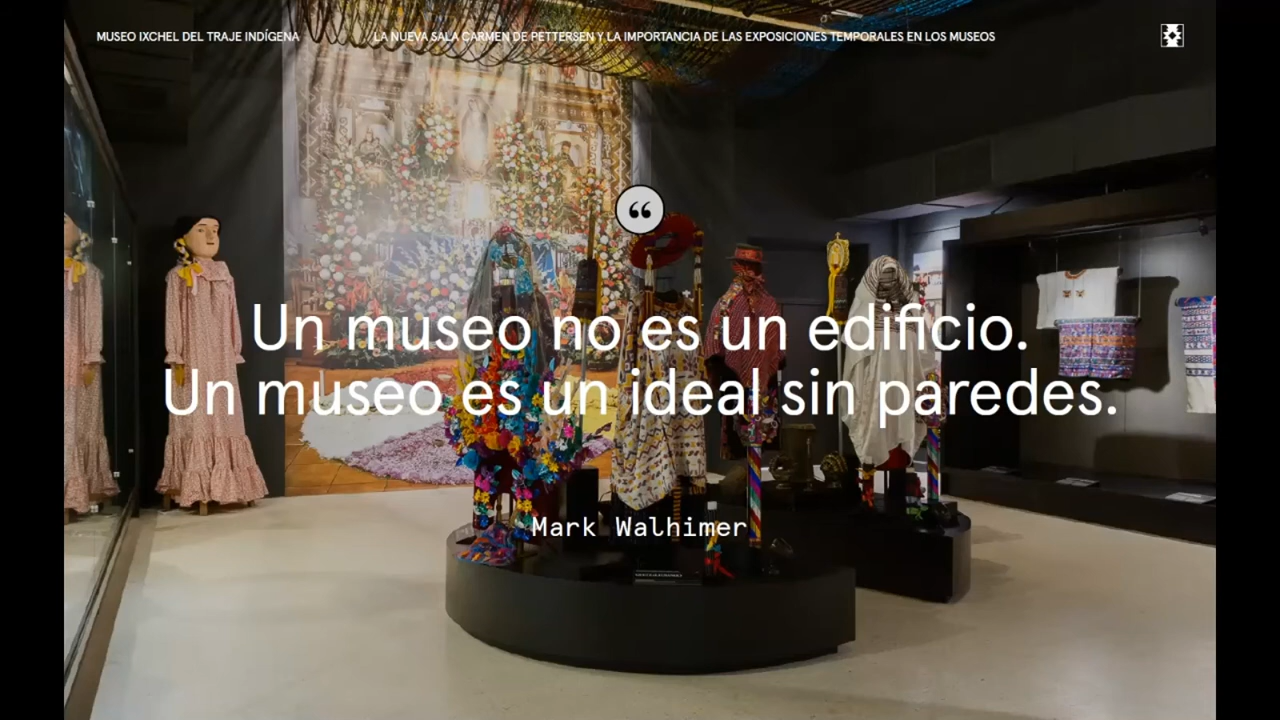 MUSEO IXCHEL DEL TRAJE INDÍGENA
LA NUEVA SALA CARMEN DE PETTERSEN Y LA IMPORTANCIA DE LAS EXPOSICIONES TEMPORALES EN LOS MUSEOS
“
Un museo no es un edificio.
Un museo es un ideal sin paredes.
Mark Walhimer